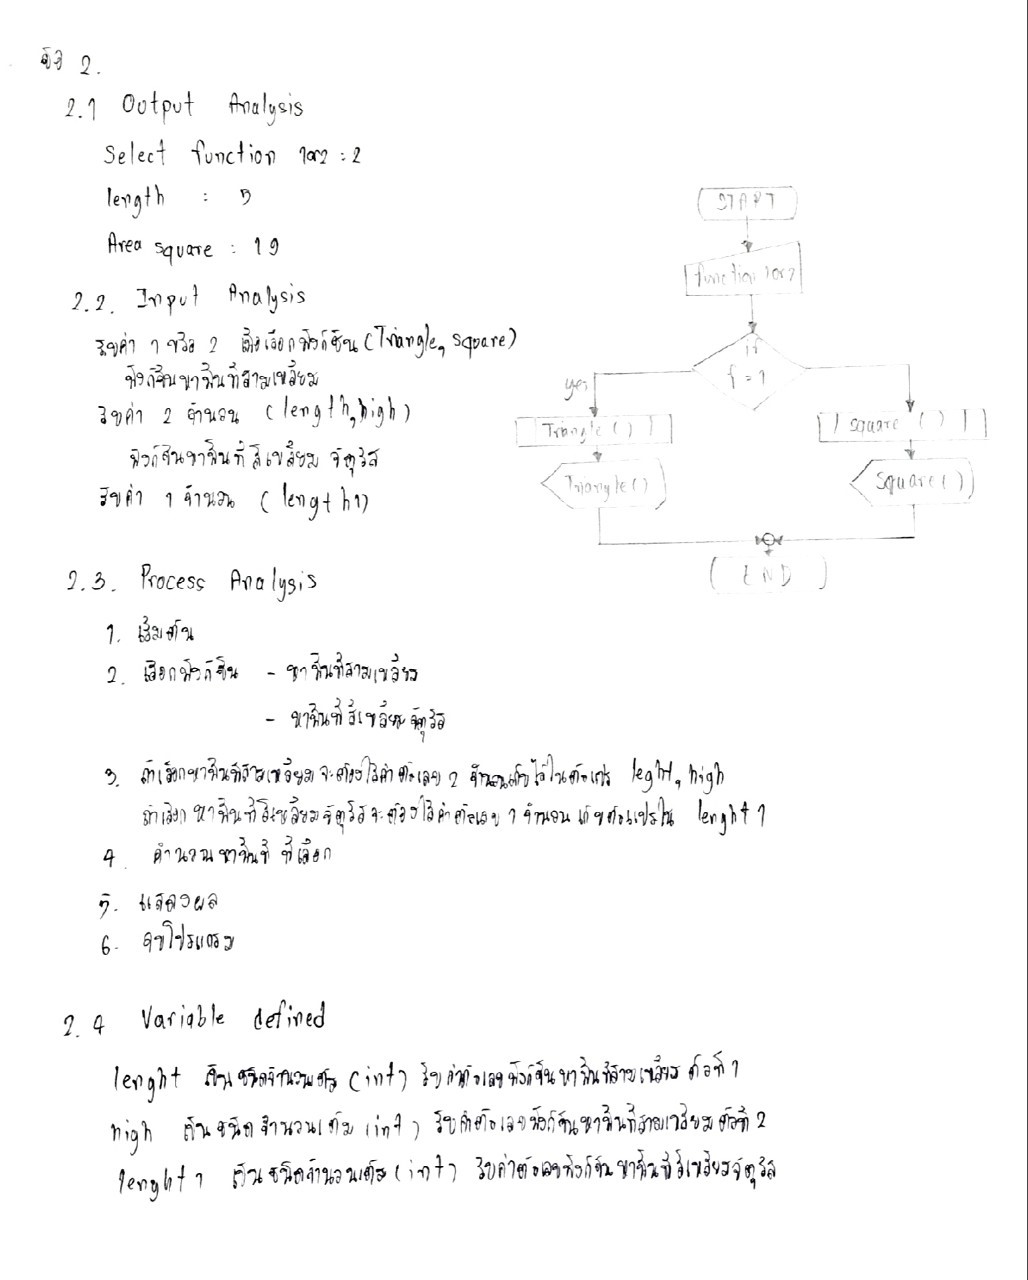 ข้อ 2.
2.1 Output Analysis
Select function 1or2 : 2
length : 5
Area square : 19
2.2. Input Analysis
รับค่า 1 หรือ 2 เพื่อเลือกฟังก์ชัน (Triangle, square)
ฟังก์ชันหาพื้นที่สามเหลี่ยม
รับค่า 2 จำนวน (length, high)
ฟังก์ชันหาพื้นที่สี่เหลี่ยม จัตุรัส
รับค่า 1 จำนวน (length1)
START
function 1or2
if
f = 1
yes
Triangle ( )
square ( )
Triangle ( )
Square ( )
END
2.3. Process Analysis
1. เริ่มต้น
2. เลือกฟังก์ชัน - หาพื้นที่สามเหลี่ยม
- หาพื้นที่สี่เหลี่ยมจัตุรัส
3. ถ้าเลือกหาพื้นที่สามเหลี่ยม จะต้องใส่ค่าตัวเลข 2 จำนวนเก็บไว้ในตัวแปร leght, high
ถ้าเลือก หาพื้นที่สี่เหลี่ยมจัตุรัสจะต้องใส่ค่าตัวเลข 1 จำนวน เก็บตัวแปรใน lenght 1
4. คำนวณหาพื้นที่ ที่เลือก
5. แสดงผล
6. จบโปรแกรม
2.4 Variable defined
lenght เป็นชนิดจำนวนเต็ม (int) รับค่าตัวเลขฟังก์ชันหาพื้นที่สามเหลี่ยม ตัวที่ 1
high เป็นชนิดจำนวนเต็ม (int) รับค่าตัวเลขฟังก์ชันหาพื้นที่สามเหลี่ยม ตัวที่ 2
lenght 1 เป็นชนิดจำนวนเต็ม (int) รับค่าตัวเลขฟังก์ชันหาพื้นที่สี่เหลี่ยมจัตุรัส